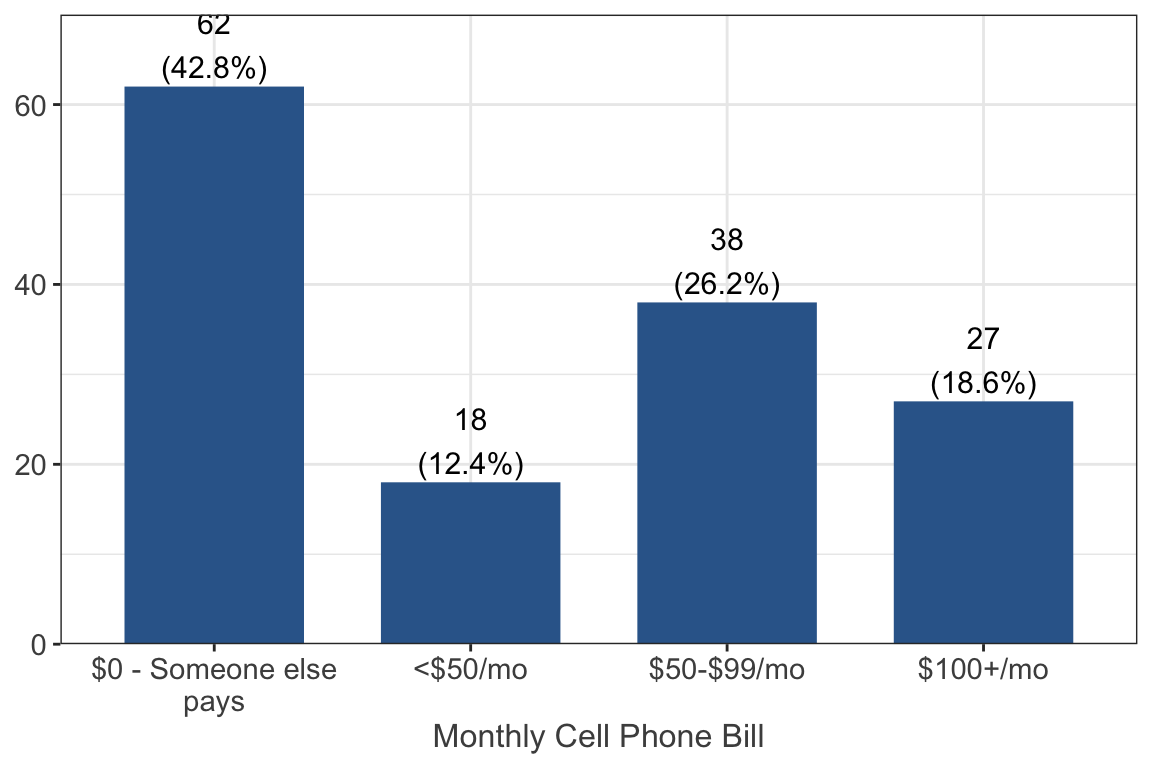 62
(42.8%)
38
(26.2%)
27
(18.6%)
18
(12.4%)
60
40
20
0
$0 - Someone else
pays
<$50/mo
$50-$99/mo
$100+/mo
Monthly Cell Phone Bill